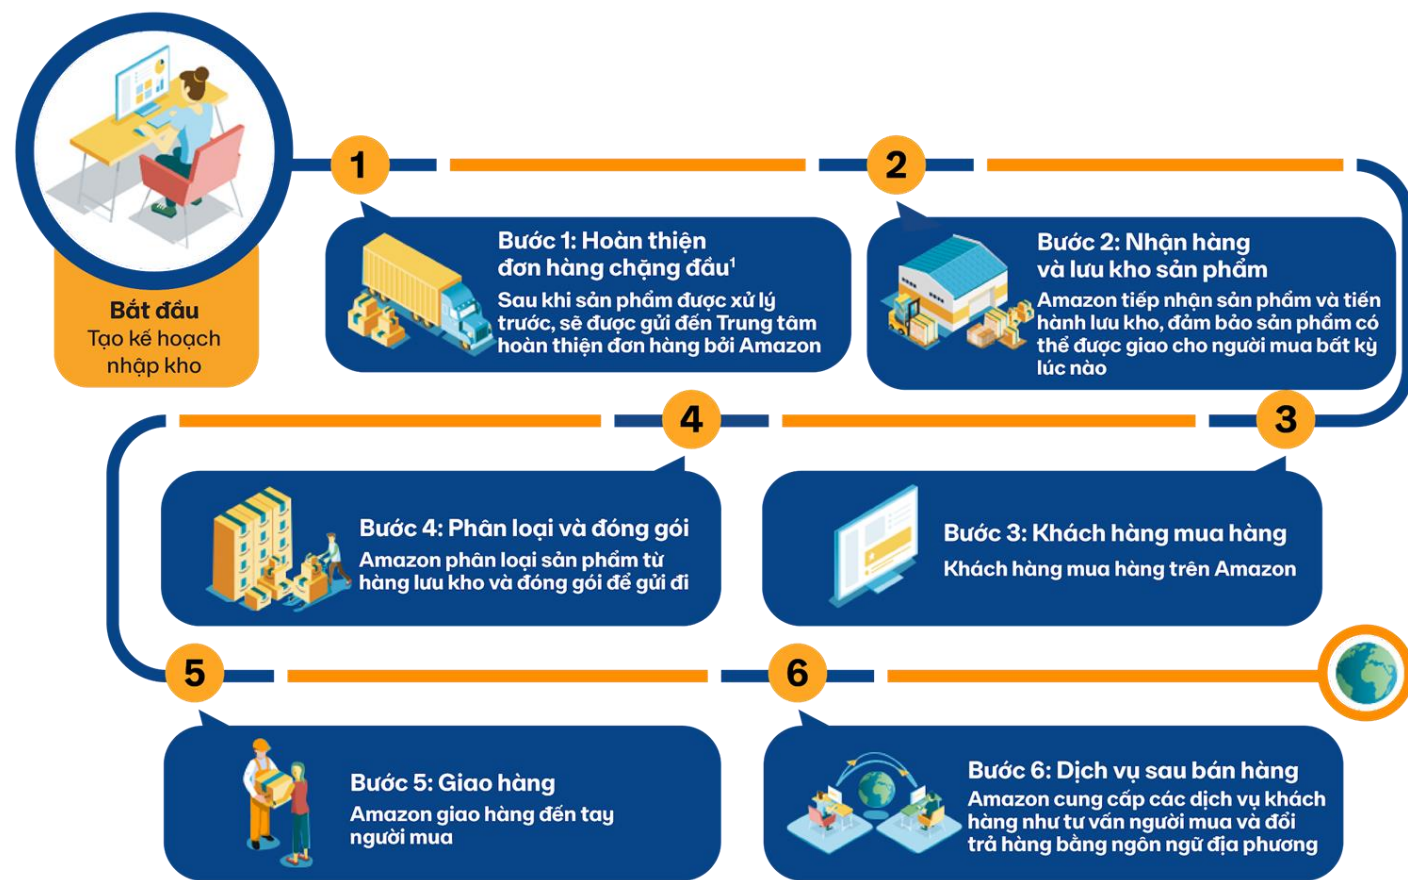 Bắt đầu
Tạo kế hoạch
nhập kho
1
Bước 1: Hoàn thiện
đơn hàng chặng đầu¹
Sau khi sản phẩm được xử lý
trước, sẽ được gửi đến Trung tâm
hoàn thiện đơn hàng bởi Amazon
2
Bước 2: Nhận hàng
và lưu kho sản phẩm
Amazon tiếp nhận sản phẩm và tiến
hành lưu kho, đảm bảo sản phẩm có
thể được giao cho người mua bất kỳ
lúc nào
3
Bước 3: Khách hàng mua hàng
Khách hàng mua hàng trên Amazon
4
Bước 4: Phân loại và đóng gói
Amazon phân loại sản phẩm từ
hàng lưu kho và đóng gói để gửi đi
5
Bước 5: Giao hàng
Amazon giao hàng đến tay
người mua
6
Bước 6: Dịch vụ sau bán hàng
Amazon cung cấp các dịch vụ khách
hàng như tư vấn người mua và đổi
trả hàng bằng ngôn ngữ địa phương